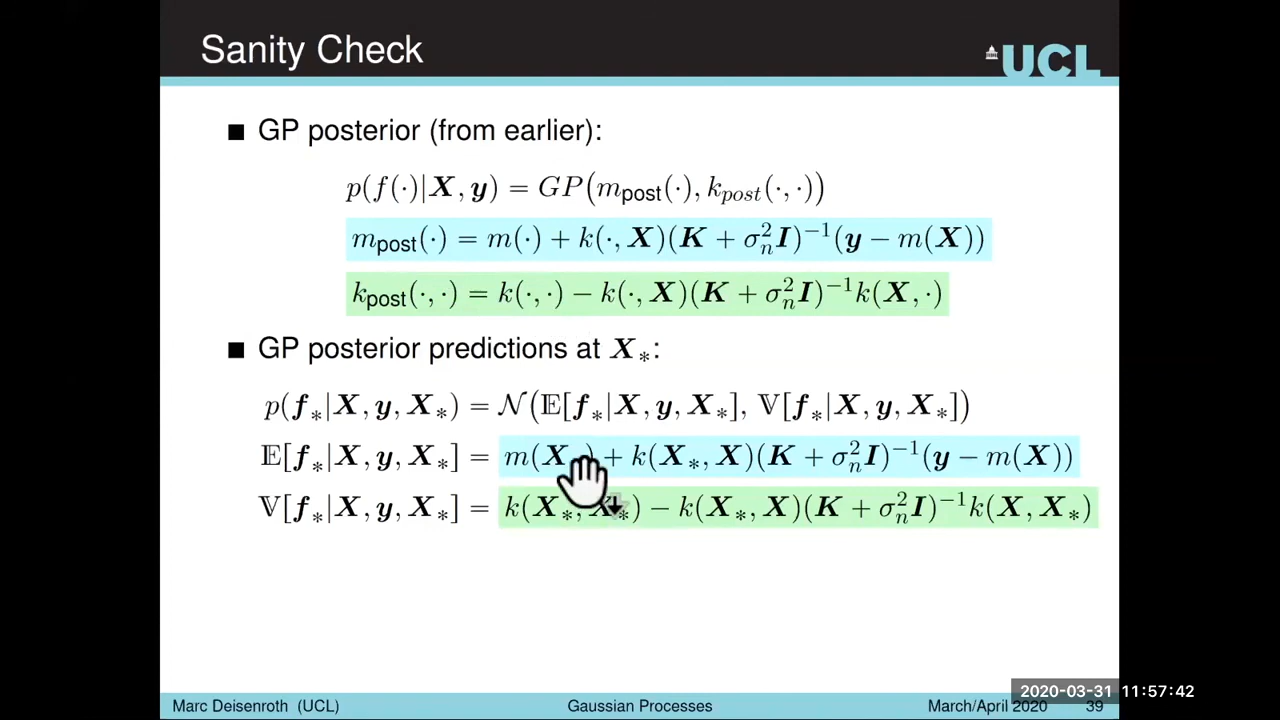 Sanity Check
UCL
■ GP posterior (from earlier):
p(f(·)|X, y) = GP(m_post(·), k_post(·, ·))
m_post(·) = m(·) + k(·, X)(K + σ_n^2 I)^{-1}(y − m(X))
k_post(·, ·) = k(·, ·) − k(·, X)(K + σ_n^2 I)^{-1}k(X, ·)
■ GP posterior predictions at X_*:
p(f_*|X, y, X_*) = 𝒩(𝔼[f_*|X, y, X_*], 𝕍[f_*|X, y, X_*])
𝔼[f_*|X, y, X_*] = m(X_*) + k(X_*, X)(K + σ_n^2 I)^{-1}(y − m(X))
𝕍[f_*|X, y, X_*] = k(X_*, X_*) − k(X_*, X)(K + σ_n^2 I)^{-1}k(X, X_*)
2020-03-31 11:57:42
Marc Deisenroth (UCL) Gaussian Processes March/April 2020 39